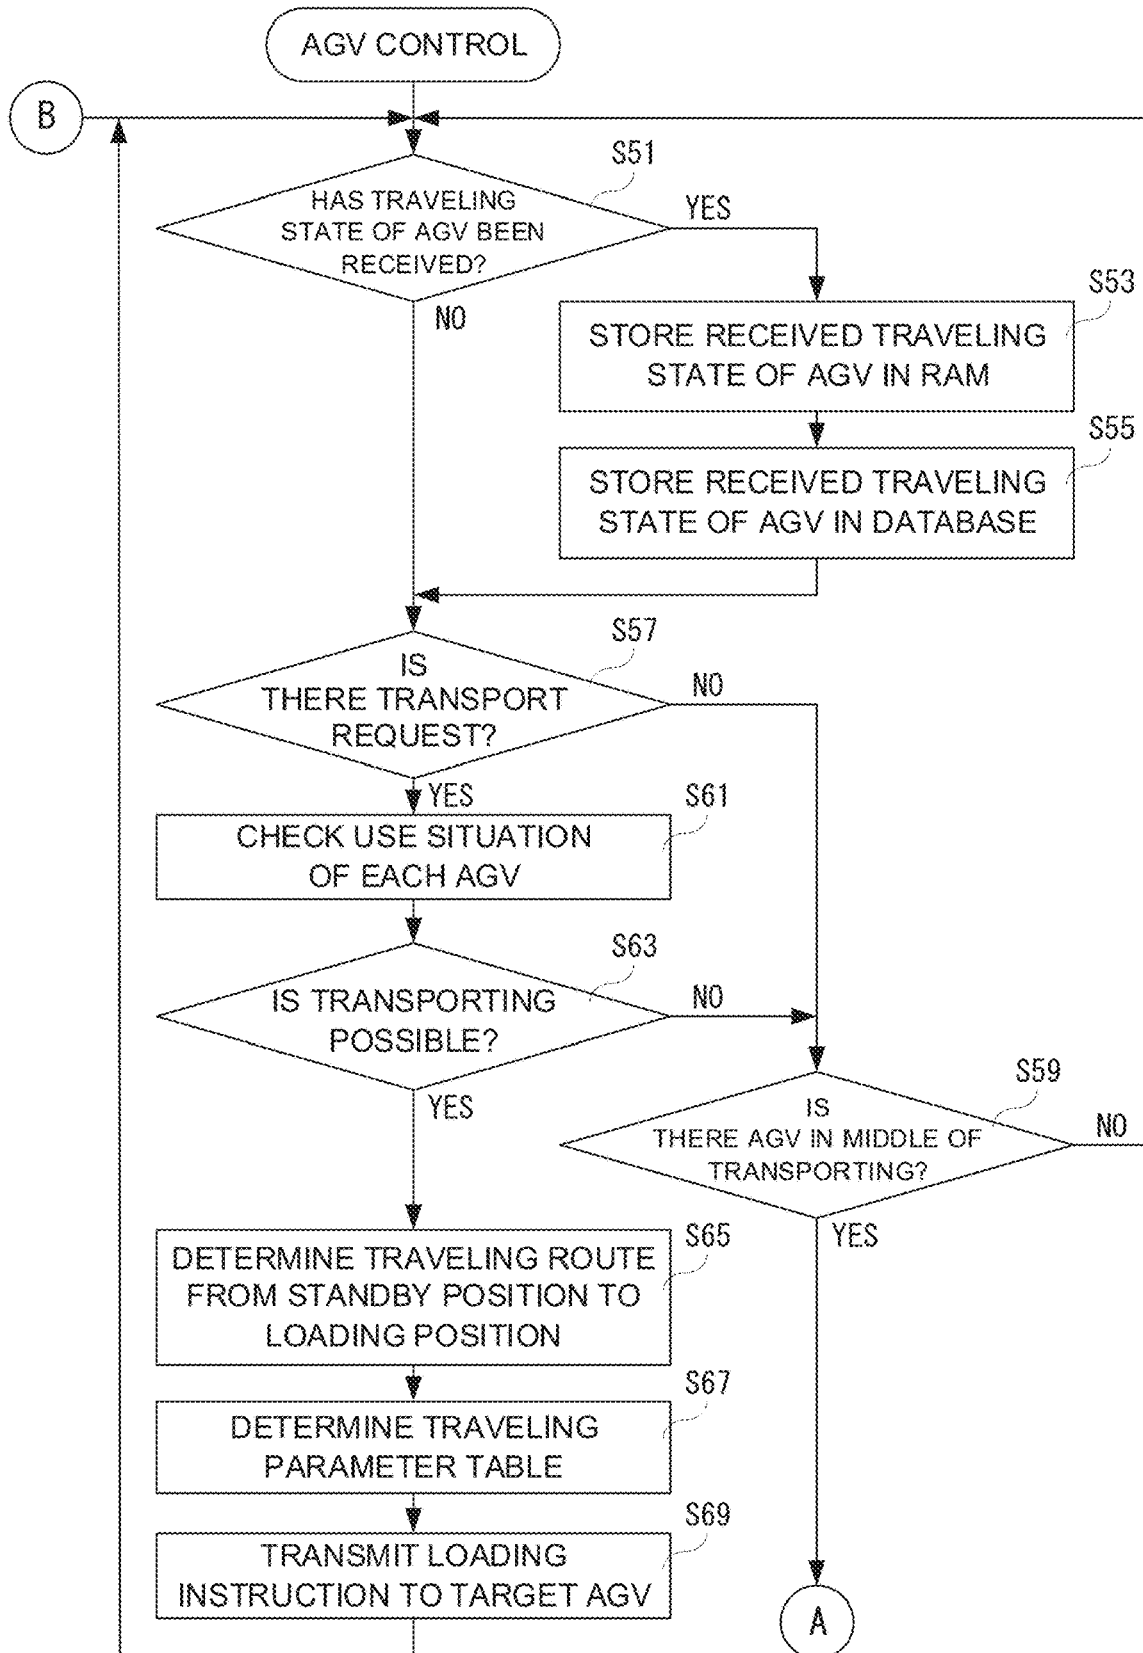 AGV CONTROL
B
S51
HAS TRAVELING
STATE OF AGV BEEN
RECEIVED?
YES
NO
S53
STORE RECEIVED TRAVELING
STATE OF AGV IN RAM
S55
STORE RECEIVED TRAVELING
STATE OF AGV IN DATABASE
S57
IS
THERE TRANSPORT
REQUEST?
NO
YES
S61
CHECK USE SITUATION
OF EACH AGV
S63
IS TRANSPORTING
POSSIBLE?
NO
YES
S59
IS
THERE AGV IN MIDDLE OF
TRANSPORTING?
NO
YES
S65
DETERMINE TRAVELING ROUTE
FROM STANDBY POSITION TO
LOADING POSITION
S67
DETERMINE TRAVELING
PARAMETER TABLE
S69
TRANSMIT LOADING
INSTRUCTION TO TARGET AGV
A